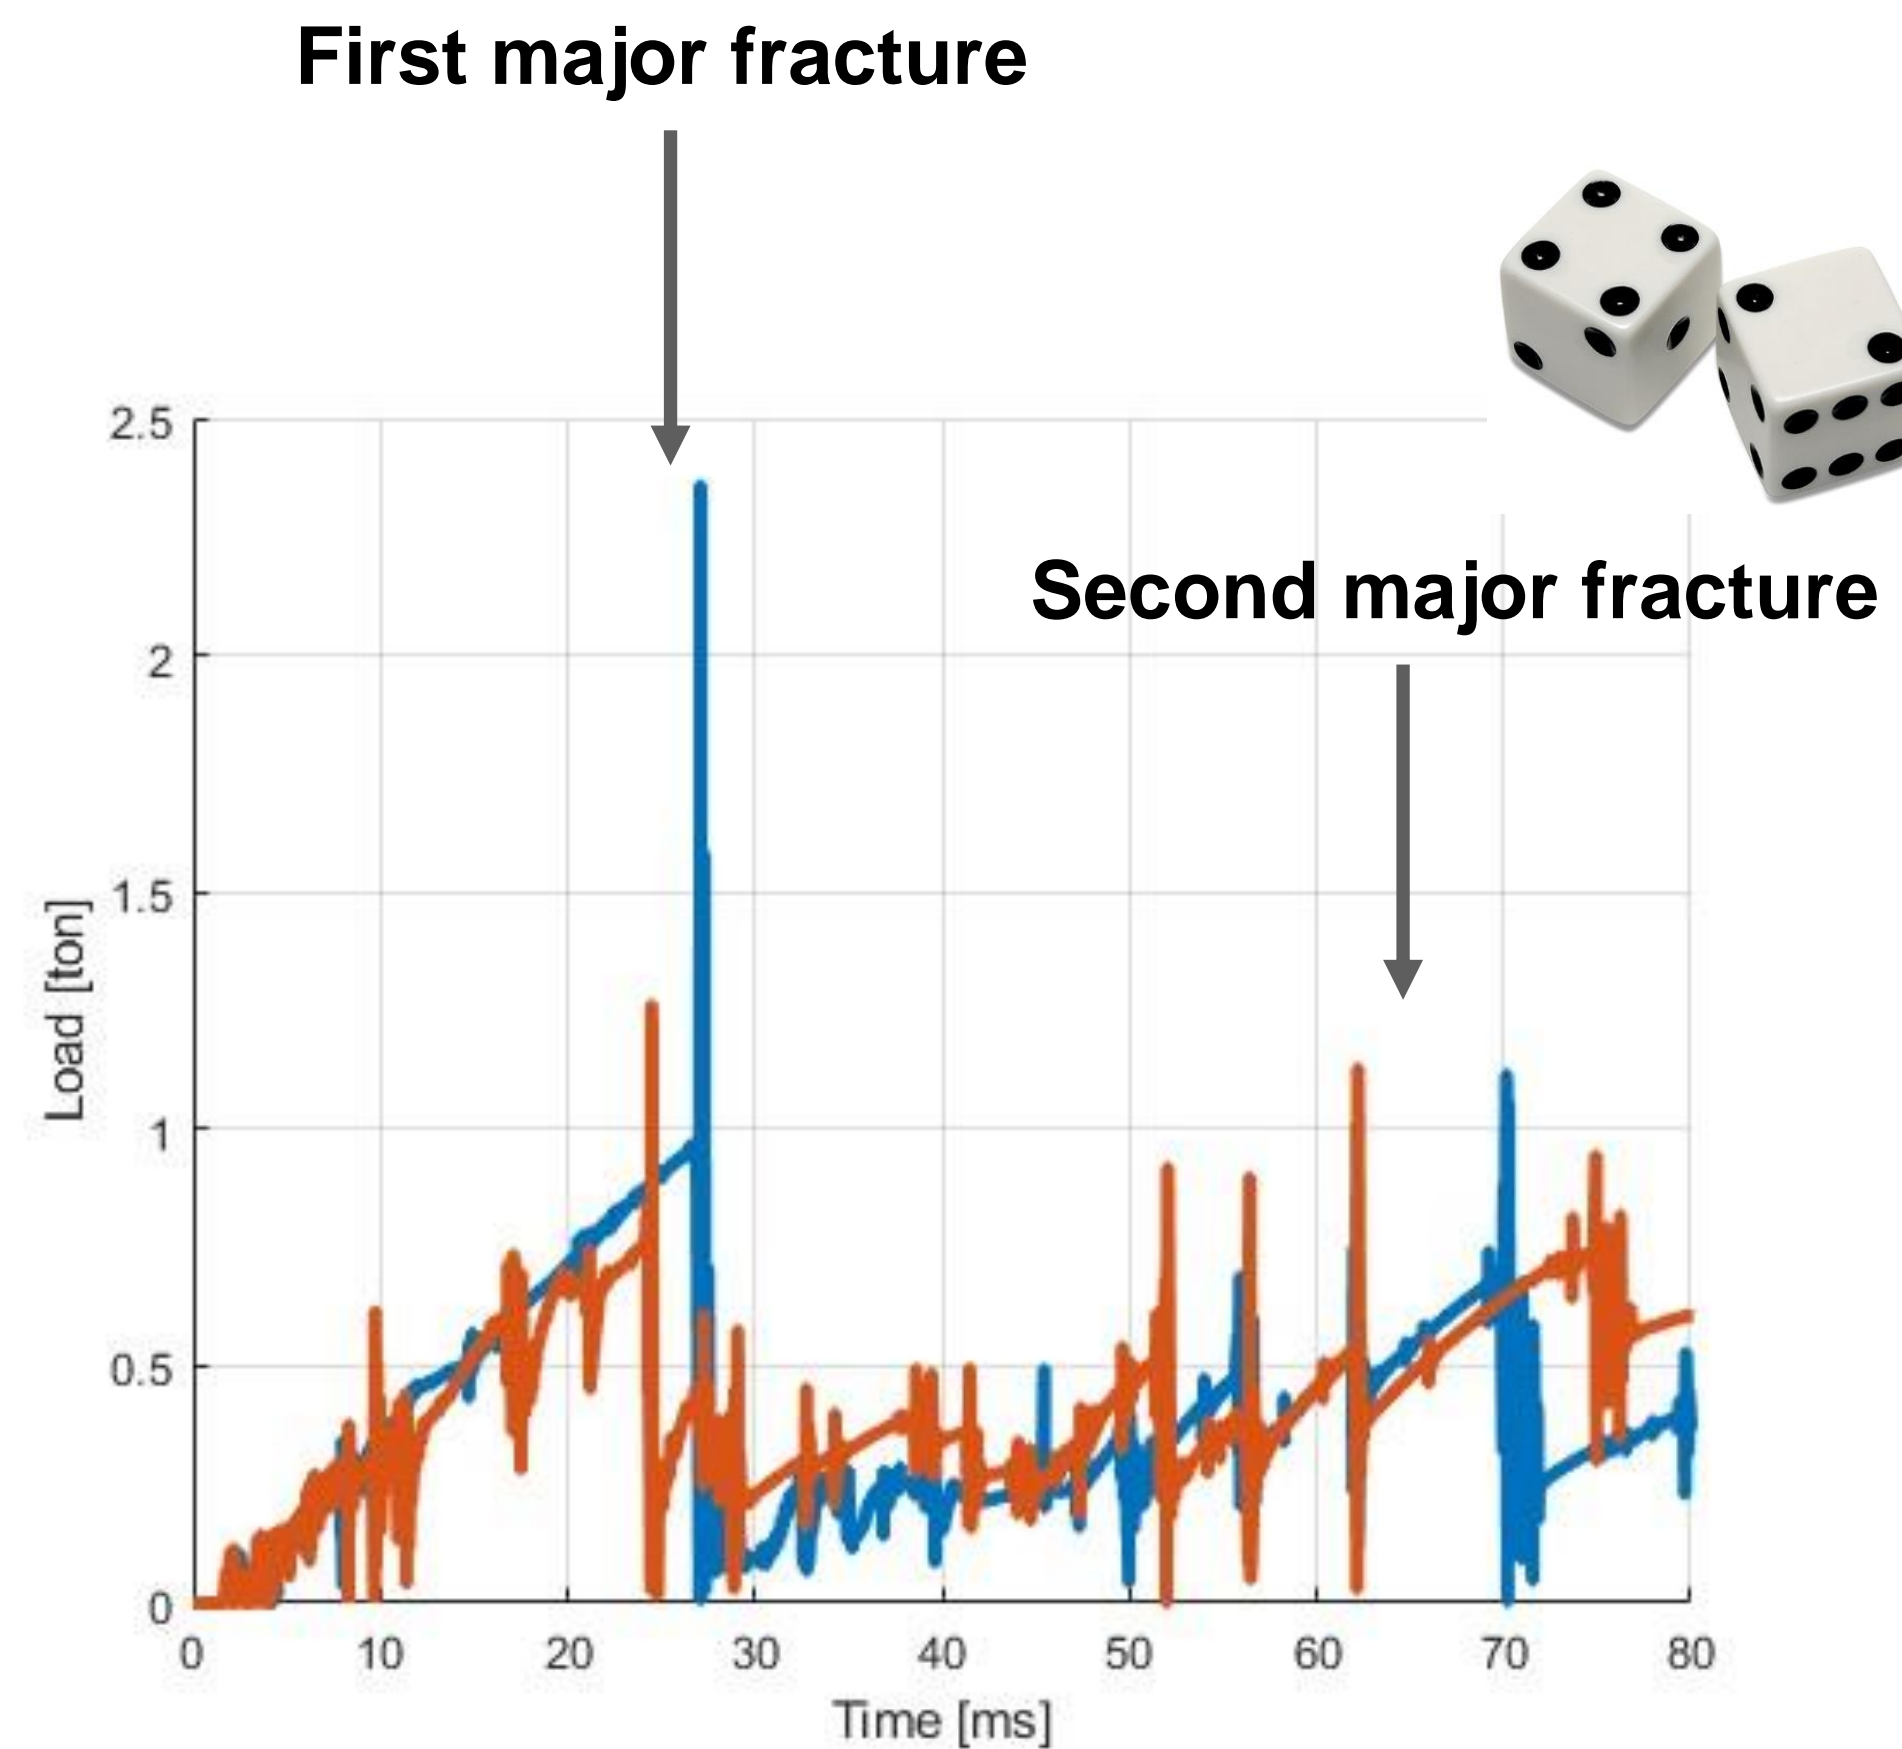 First major fracture
Second major fracture
2.5
2
1.5
1
0.5
0
Load [ton]
0 10 20 30 40 50 60 70 80
Time [ms]